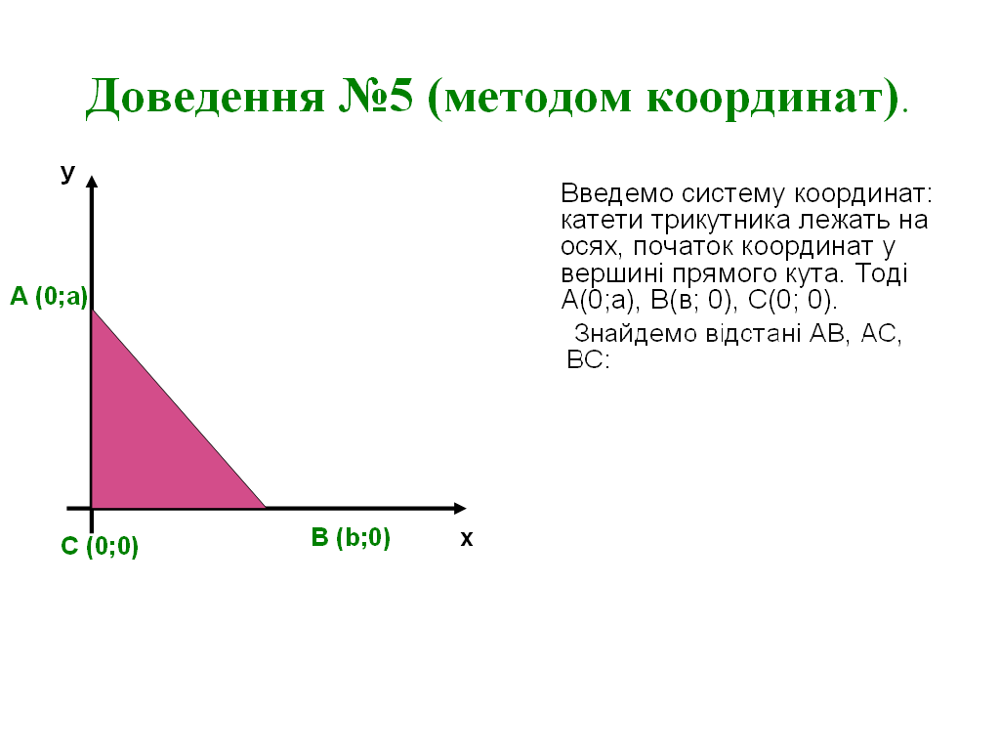 Доведення №5 (методом координат).
У
А (0;а)
С (0;0)
В (b;0)
х
Введемо систему координат:
катети трикутника лежать на
осях, початок координат у
вершині прямого кута. Тоді
А(0;а), В(в; 0), С(0; 0).
Знайдемо відстані АВ, АС,
ВС: